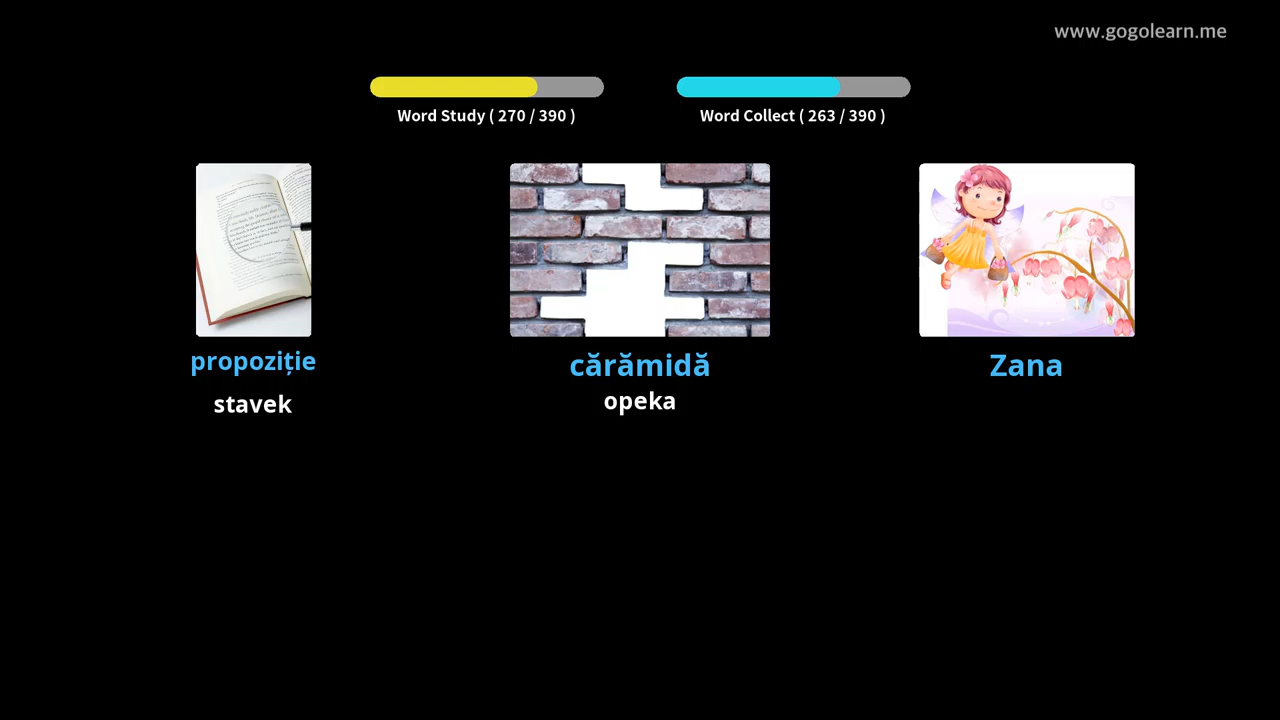 www.gogolearn.me
Word Study ( 270 / 390 )
Word Collect ( 263 / 390 )
propoziție
stavek
cărămidă
opeka
Zana